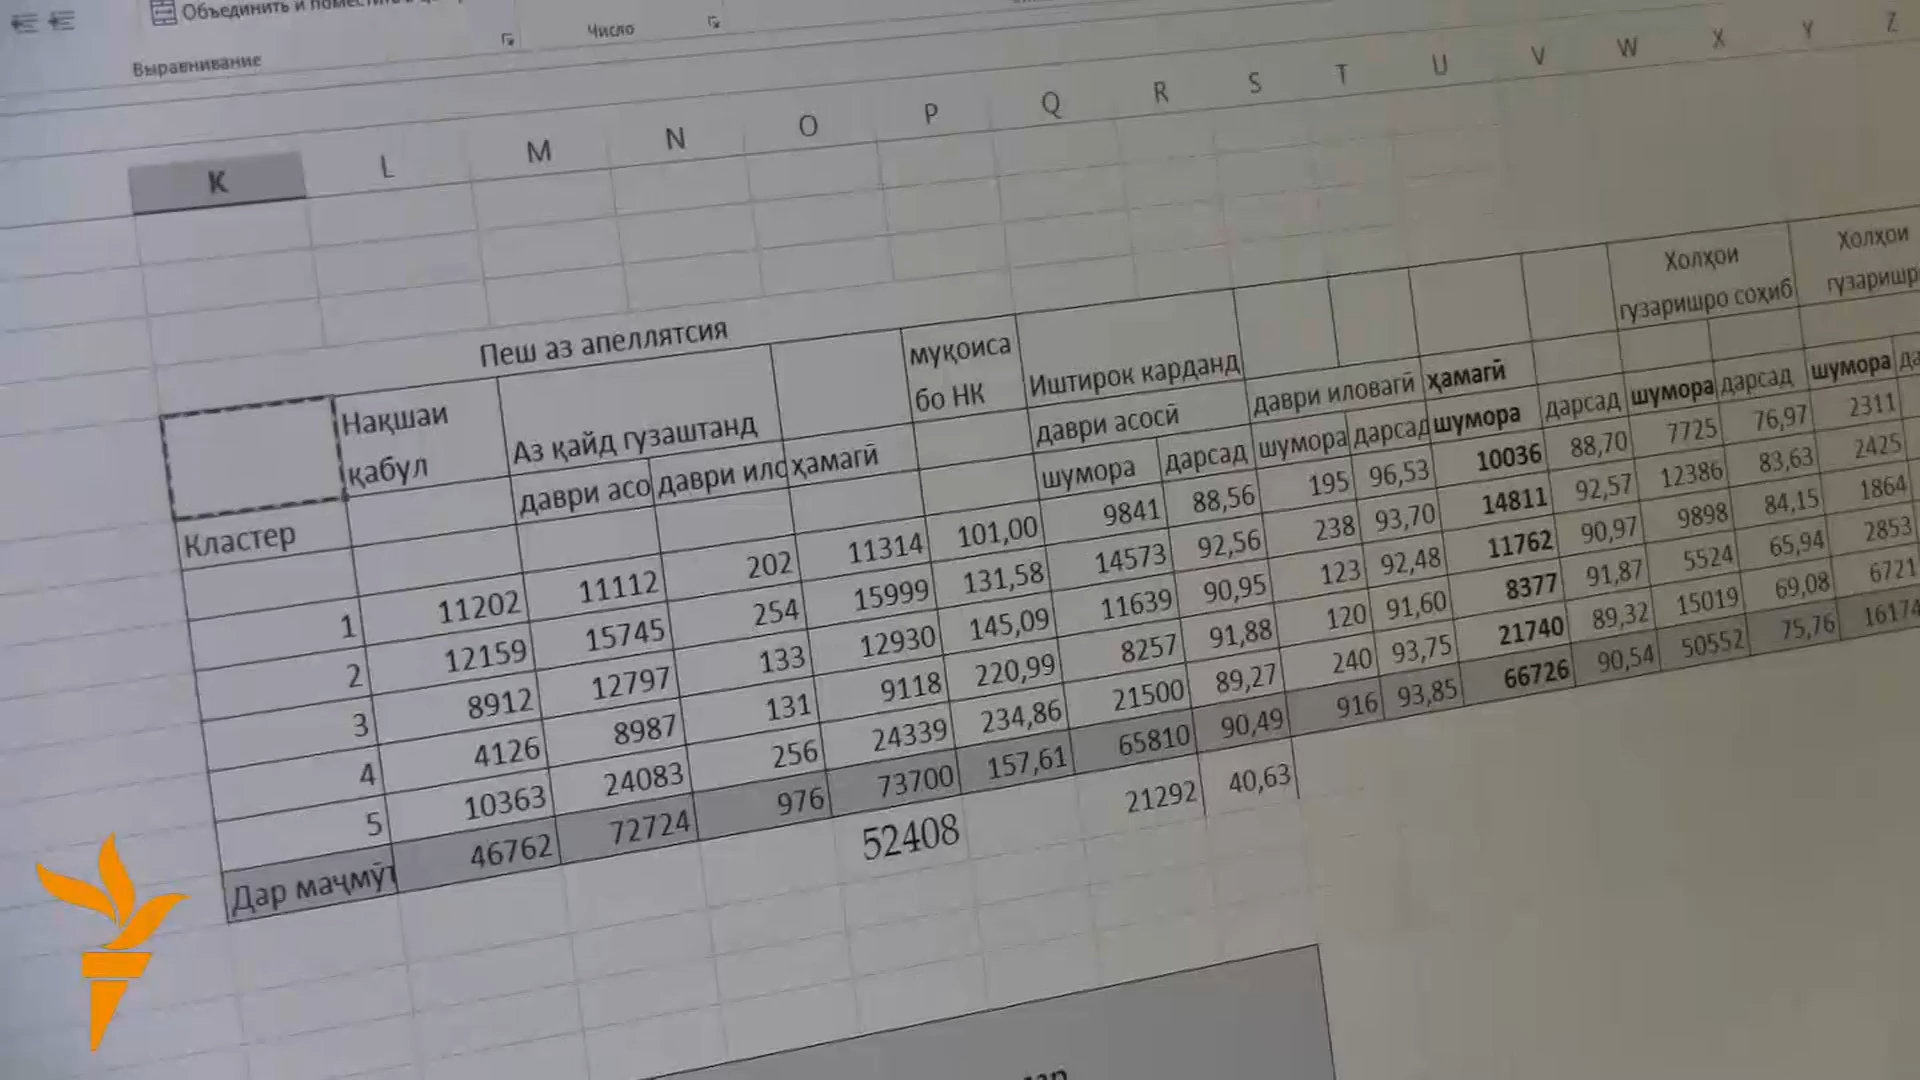 Объединить и
Выравнивание
Число
K L M N O P Q R S T U V W X Y Z
Пеш аз апеллятсия
Холҳои
гузаришро соҳиб
Холҳои
гузаришр
Нақшаи
қабул
Аз қайд гузаштанд
муқоиса
бо НК
Иштирок карданд
даври асосӣ
даври иловагӣ
ҳамагӣ
Кластер
даври асо
даври ило
ҳамагӣ
шумора дарсад шумора дарсад шумора дарсад шумора дарсад шумора да
1 11202 11112 202 11314 101,00 9841 88,56 195 96,53 10036 88,70 7725 76,97 2311
2 12159 15745 254 15999 131,58 14573 92,56 238 93,70 14811 92,57 12386 83,63 2425
3 8912 12797 133 12930 145,09 11639 90,95 123 92,48 11762 90,97 9898 84,15 1864
4 4126 8987 131 9118 220,99 8257 91,88 120 91,60 8377 91,87 5524 65,94 2853
5 10363 24083 256 24339 234,86 21500 89,27 240 93,75 21740 89,32 15019 69,08 6721
Дар маҷмӯъ 46762 72724 976 73700 157,61 65810 90,49 916 93,85 66726 90,54 50552 75,76 16174
52408 21292 40,63